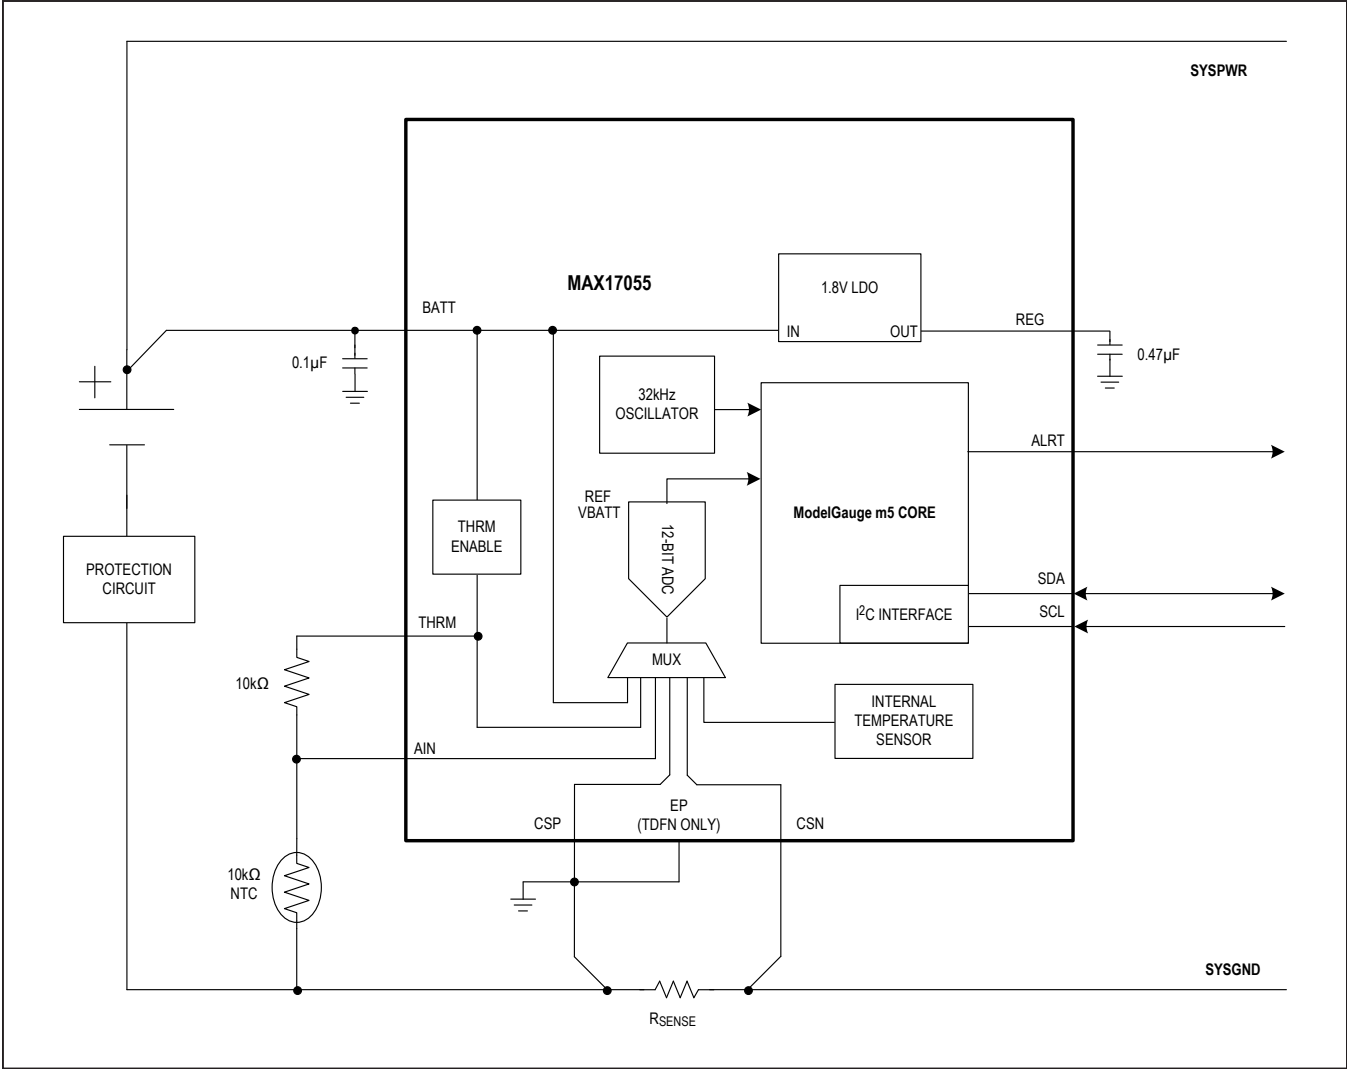 SYSPWR
MAX17055
1.8V LDO
BATT
IN
OUT
REG
0.1µF
0.47µF
32kHz
OSCILLATOR
ALRT
REF
VBATT
12-BIT ADC
ModelGauge m5 CORE
THRM
ENABLE
PROTECTION
CIRCUIT
SDA
I2C INTERFACE
SCL
THRM
MUX
10kΩ
INTERNAL
TEMPERATURE
SENSOR
AIN
EP
(TDFN ONLY)
CSP
CSN
10kΩ
NTC
SYSGND
RSENSE